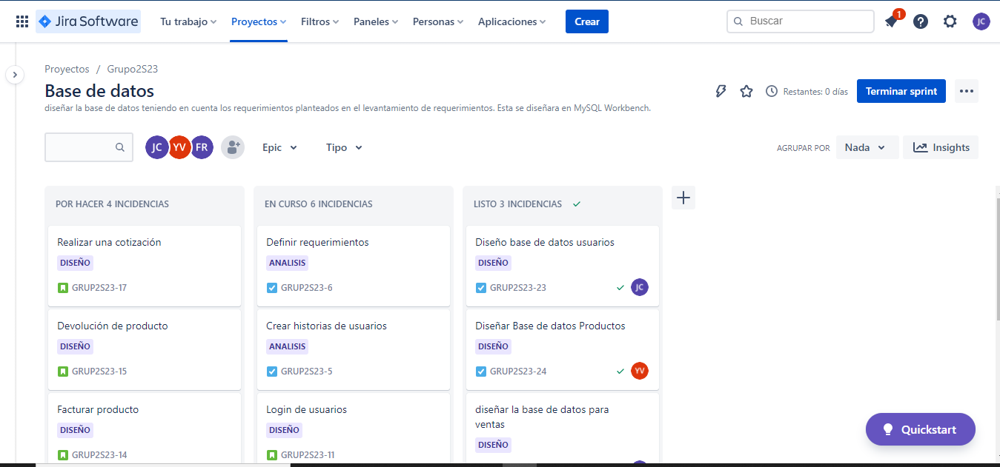 Jira Software Tu trabajo Proyectos Filtros Paneles Personas Aplicaciones Crear Buscar 1 JC
Proyectos / Grupo2S23
Base de datos
Restantes: 0 días Terminar sprint
diseñar la base de datos teniendo en cuenta los requerimientos planteados en el levantamiento de requerimientos. Esta se diseñara en MySQL Workbench.
JC YV FR Epic Tipo AGRUPAR POR Nada Insights
POR HACER 4 INCIDENCIAS
Realizar una cotización
DISEÑO
GRUP2S23-17
Devolución de producto
DISEÑO
GRUP2S23-15
Facturar producto
DISEÑO
GRUP2S23-14
EN CURSO 6 INCIDENCIAS
Definir requerimientos
ANALISIS
GRUP2S23-6
Crear historias de usuarios
ANALISIS
GRUP2S23-5
Login de usuarios
DISEÑO
GRUP2S23-11
LISTO 3 INCIDENCIAS
Diseño base de datos usuarios
DISEÑO
GRUP2S23-23 JC
Diseñar Base de datos Productos
DISEÑO
GRUP2S23-24 YV
diseñar la base de datos para
ventas
DISEÑO
Quickstart